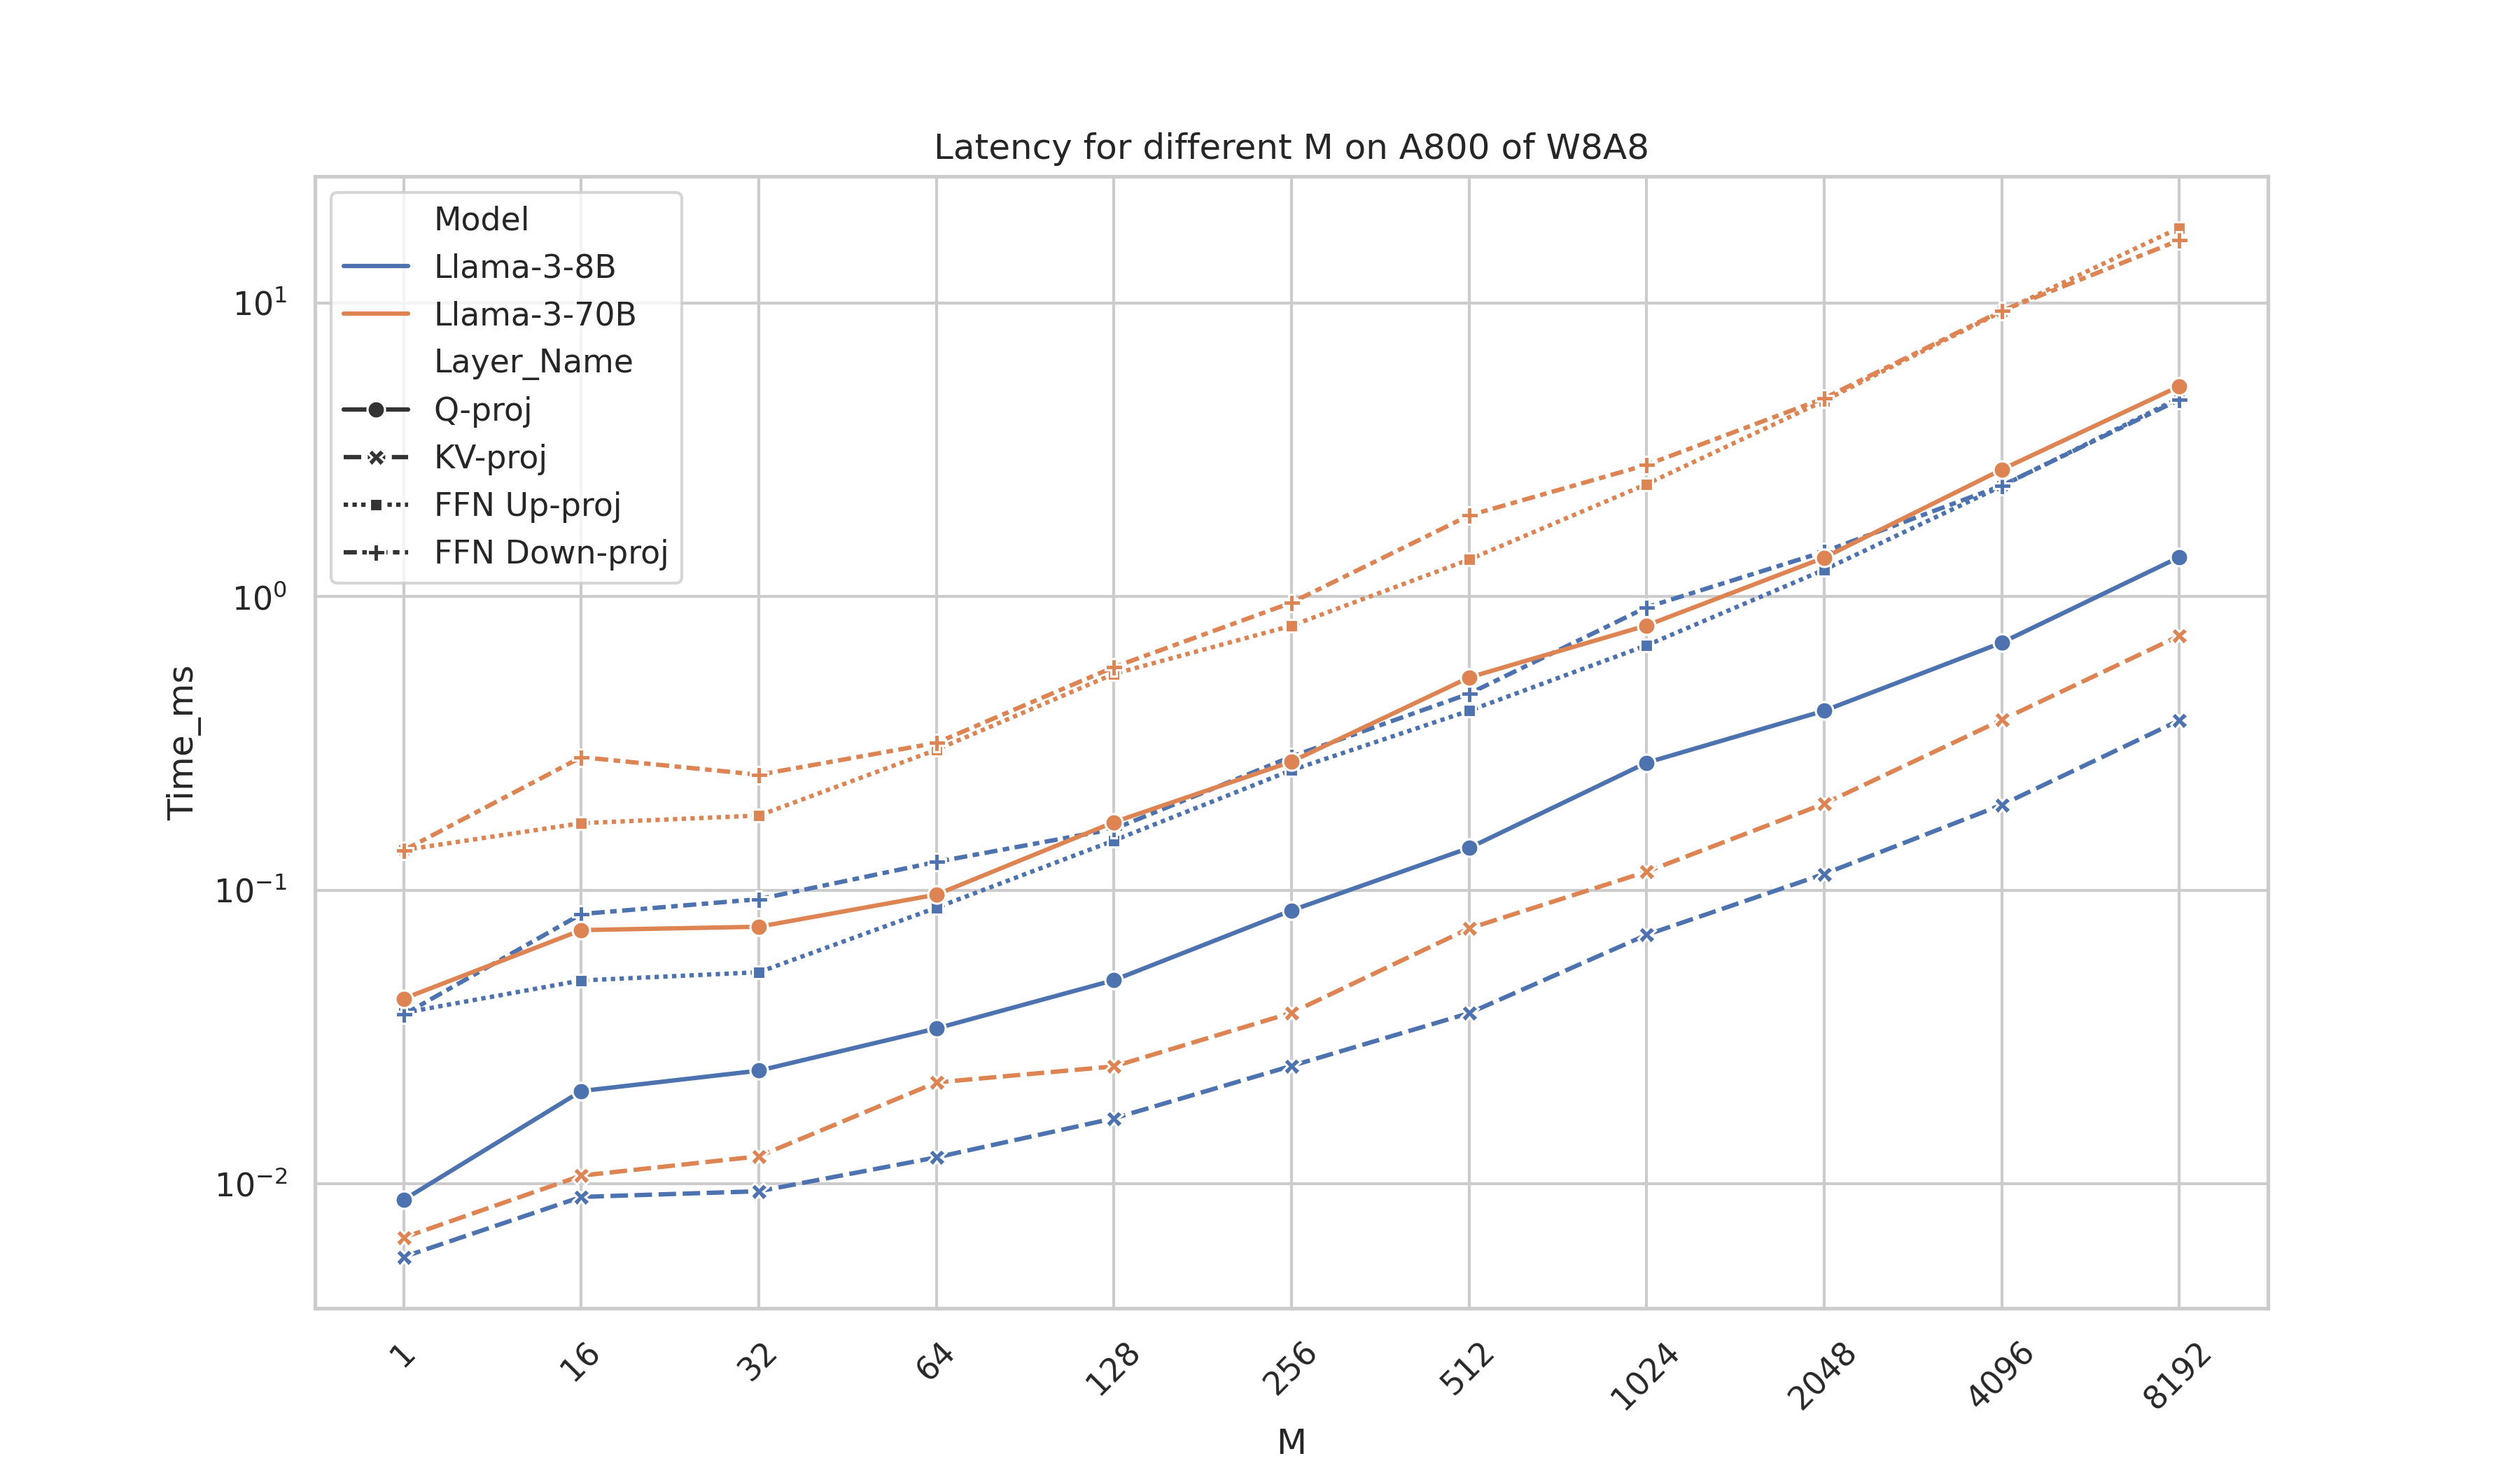 Latency for different M on A800 of W8A8
Model
Llama-3-8B
Llama-3-70B
Layer_Name
Q-proj
KV-proj
FFN Up-proj
FFN Down-proj
10¹
10⁰
10⁻¹
10⁻²
Time_ms
1 16 32 64 128 256 512 1024 2048 4096 8192
M